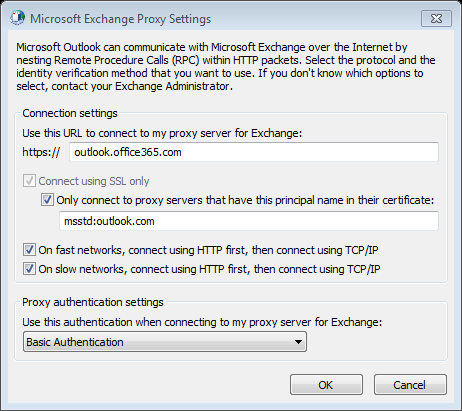 Microsoft Exchange Proxy Settings
Microsoft Outlook can communicate with Microsoft Exchange over the Internet by
nesting Remote Procedure Calls (RPC) within HTTP packets. Select the protocol and the
identity verification method that you want to use. If you don't know which options to
select, contact your Exchange Administrator.
Connection settings
Use this URL to connect to my proxy server for Exchange:
https:// outlook.office365.com
Connect using SSL only
Only connect to proxy servers that have this principal name in their certificate:
msstd:outlook.com
On fast networks, connect using HTTP first, then connect using TCP/IP
On slow networks, connect using HTTP first, then connect using TCP/IP
Proxy authentication settings
Use this authentication when connecting to my proxy server for Exchange:
Basic Authentication
OK Cancel